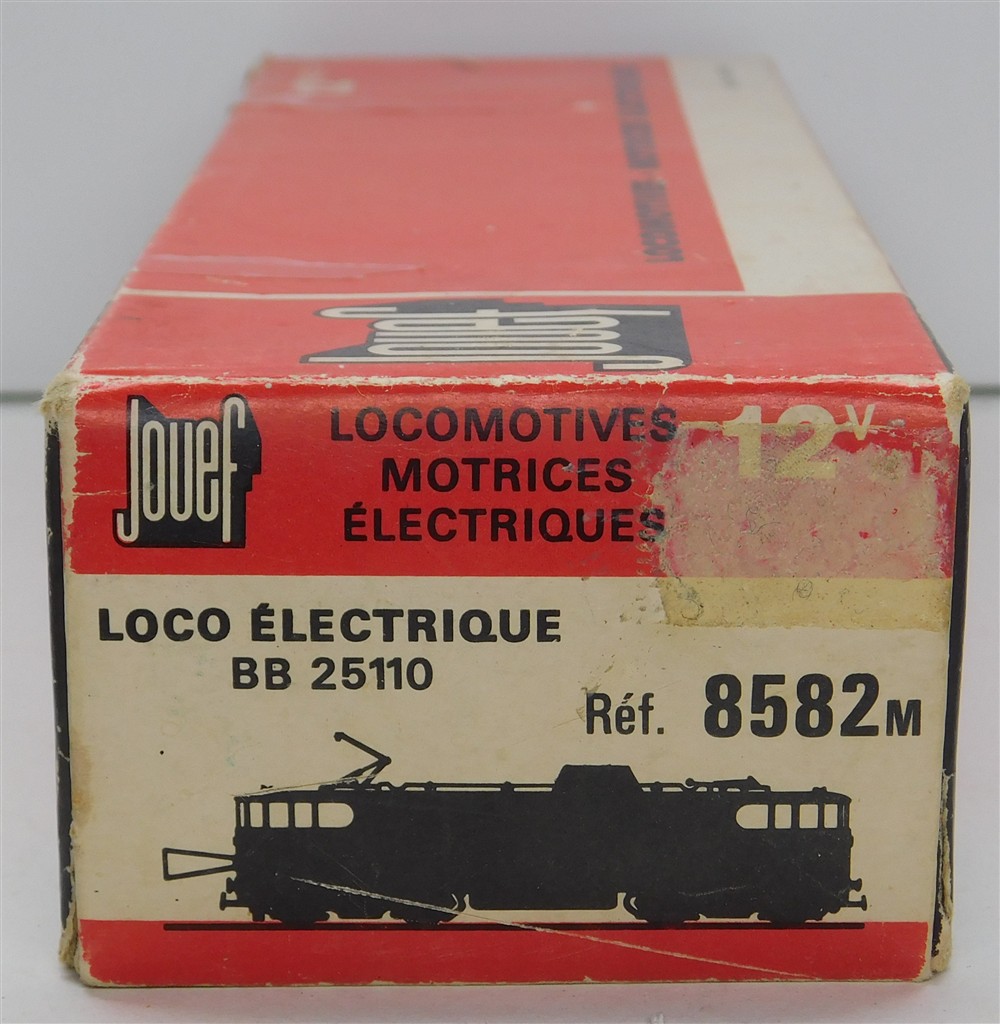 Jouef
Jouef
LOCOMOTIVES
MOTRICES
ÉLECTRIQUES
12V
LOCO ÉLECTRIQUE
BB 25110
Réf. 8582M